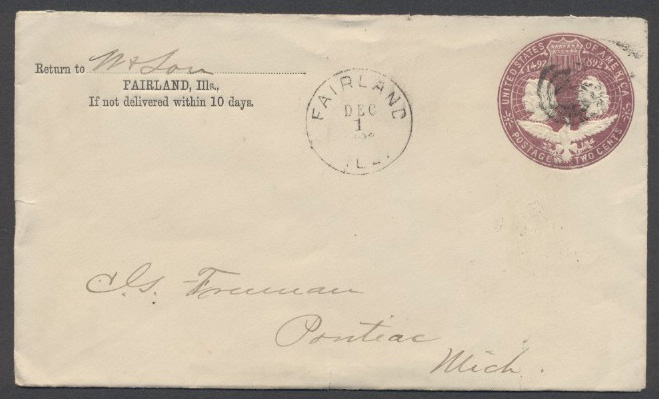 Return to
FAIRLAND, Ills.,
If not delivered within 10 days.
FAIRLAND
DEC
1
ILL.
UNITED STATES OF AMERICA
1492 1892
POSTAGE TWO CENTS
Freeman
Pontiac
Mich.